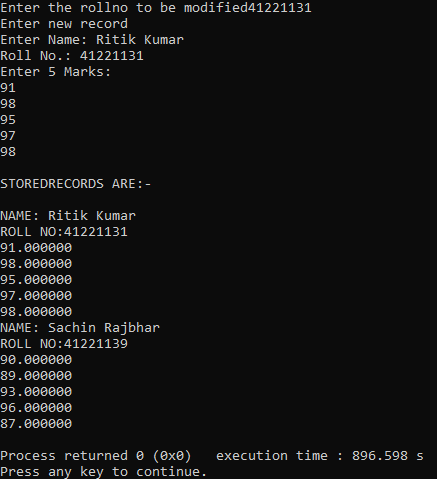 Enter the rollno to be modified41221131
Enter new record
Enter Name: Ritik Kumar
Roll No.: 41221131
Enter 5 Marks:
91
98
95
97
98
STOREDRECORDS ARE:-
NAME: Ritik Kumar
ROLL NO:41221131
91.000000
98.000000
95.000000
97.000000
98.000000
NAME: Sachin Rajbhar
ROLL NO:41221139
90.000000
89.000000
93.000000
96.000000
87.000000
Process returned 0 (0x0)   execution time : 896.598 s
Press any key to continue.